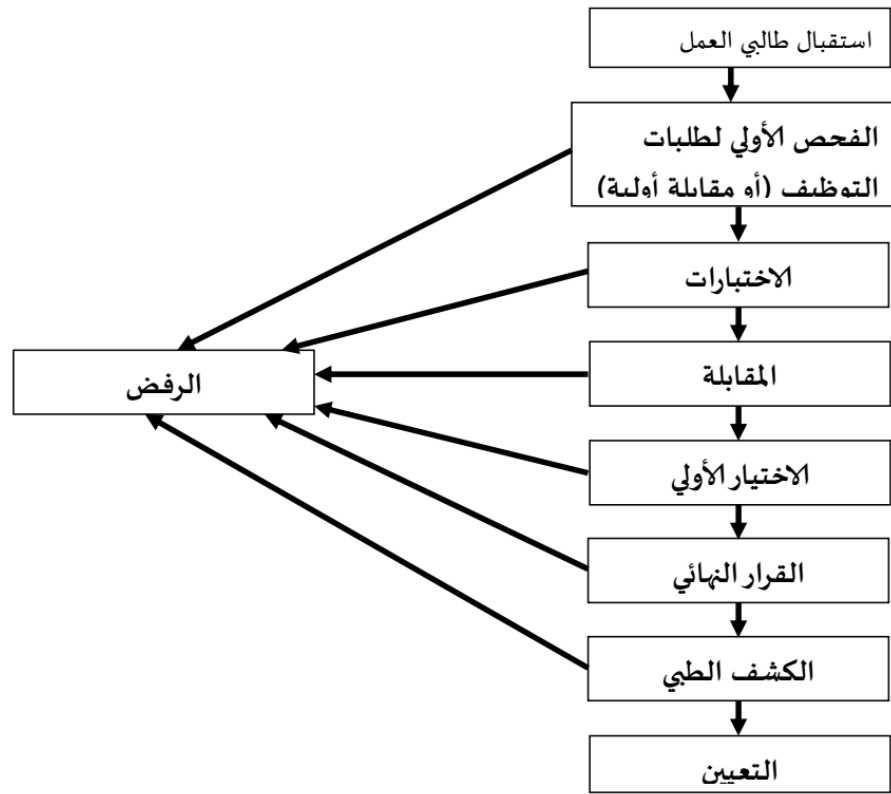 استقبال طالبي العمل
الفحص الأولي لطلبات
التوظيف (أو مقابلة أولية)
الاختبارات
المقابلة
الرفض
الاختيار الأولي
القرار النهائي
الكشف الطبي
التعيين